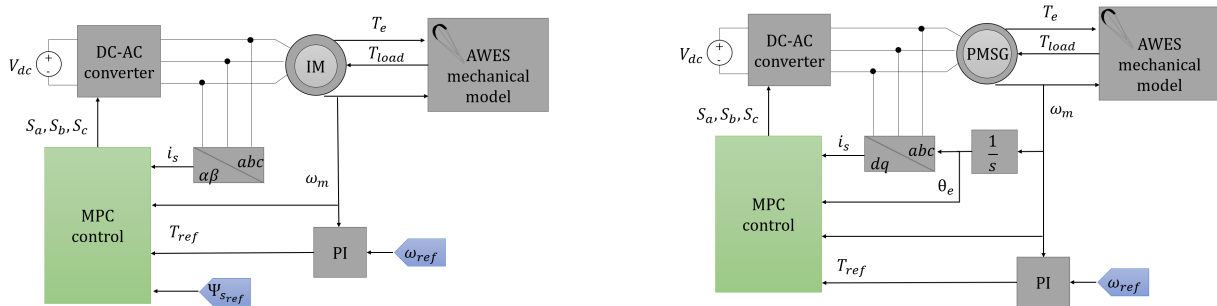 V_dc
+
-
DC-AC
converter
IM
T_e
T_load
AWES
mechanical
model
S_a, S_b, S_c
i_s
abc
αβ
ω_m
MPC
control
T_ref
PI
ω_ref
Ψ_s_ref
V_dc
+
-
DC-AC
converter
PMSG
T_e
T_load
AWES
mechanical
model
ω_m
S_a, S_b, S_c
i_s
abc
dq
1
s
θ_e
MPC
control
T_ref
PI
ω_ref